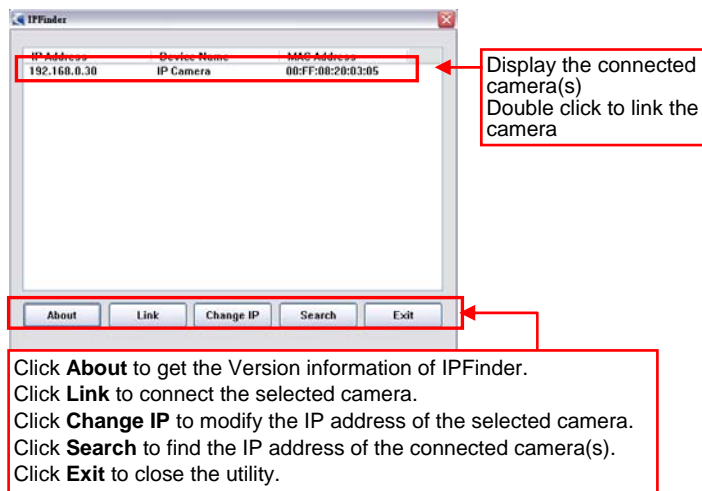 IPFinder
IP Address Device Name MAC Address
192.168.0.30 IP Camera 00:FF:08:20:03:05
Display the connected
camera(s)
Double click to link the
camera
About Link Change IP Search Exit
Click About to get the Version information of IPFinder.
Click Link to connect the selected camera.
Click Change IP to modify the IP address of the selected camera.
Click Search to find the IP address of the connected camera(s).
Click Exit to close the utility.